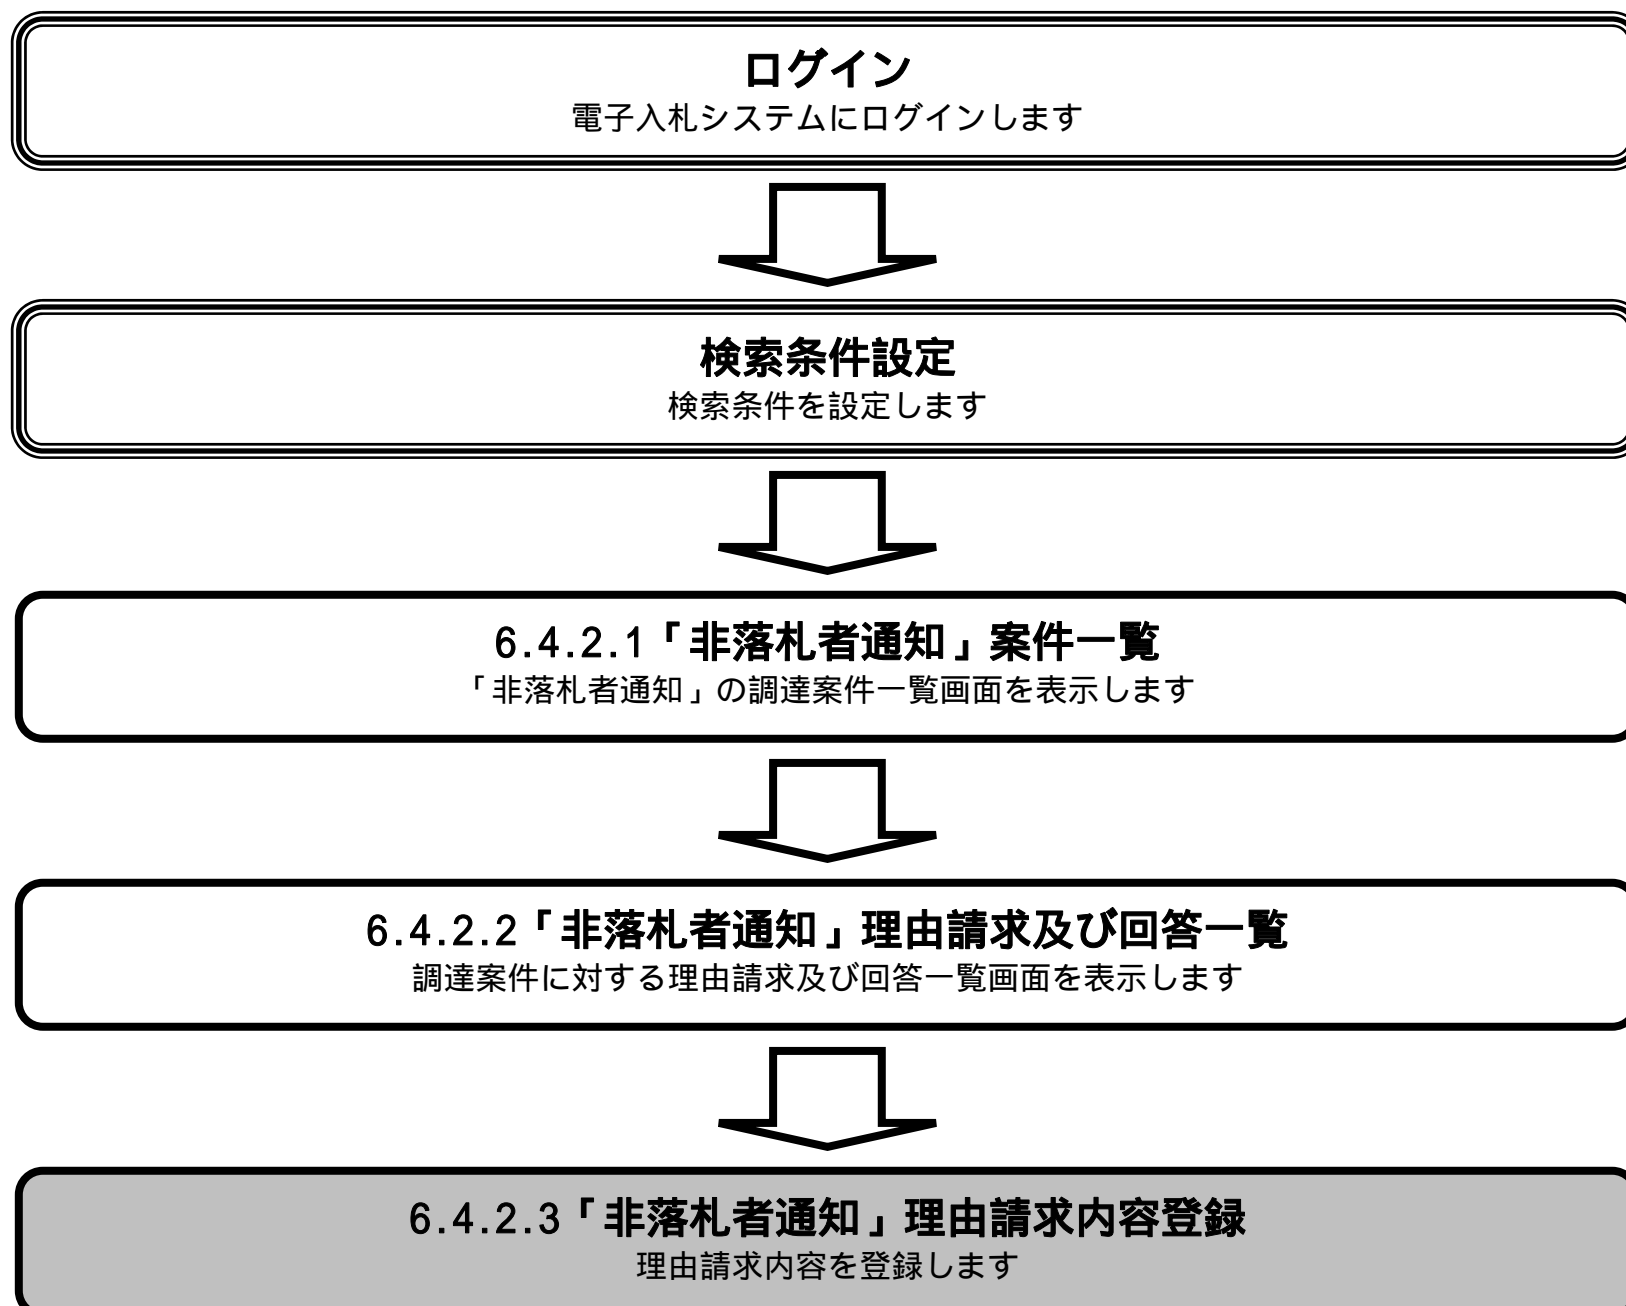 ログイン
電子入札システムにログインします
検索条件設定
検索条件を設定します
6.4.2.1「非落札者通知」案件一覧
「非落札者通知」の調達案件一覧画面を表示します
6.4.2.2「非落札者通知」理由請求及び回答一覧
調達案件に対する理由請求及び回答一覧画面を表示します
6.4.2.3「非落札者通知」理由請求内容登録
理由請求内容を登録します